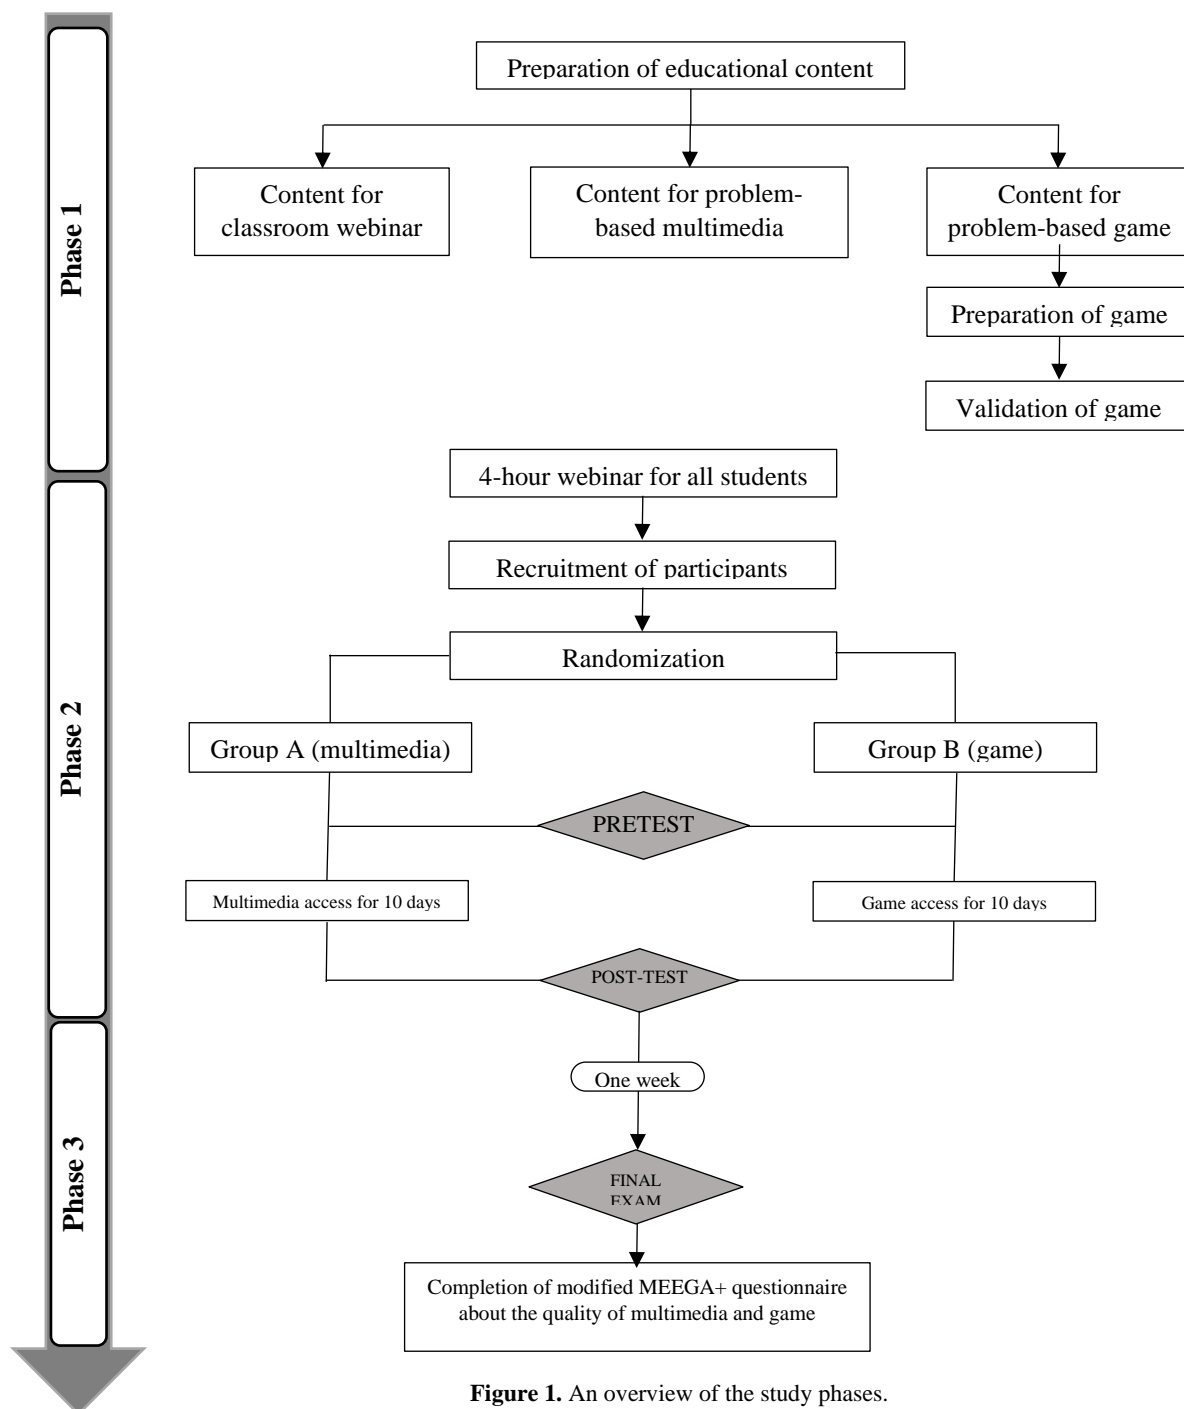 Phase 1
Preparation of educational content
Content for
classroom webinar
Content for problem-
based multimedia
Content for
problem-based game
Preparation of game
Validation of game
Phase 2
4-hour webinar for all students
Recruitment of participants
Randomization
Group A (multimedia)
Group B (game)
PRETEST
Multimedia access for 10 days
Game access for 10 days
POST-TEST
Phase 3
One week
FINAL
EXAM
Completion of modified MEEGA+ questionnaire
about the quality of multimedia and game
Figure 1. An overview of the study phases.